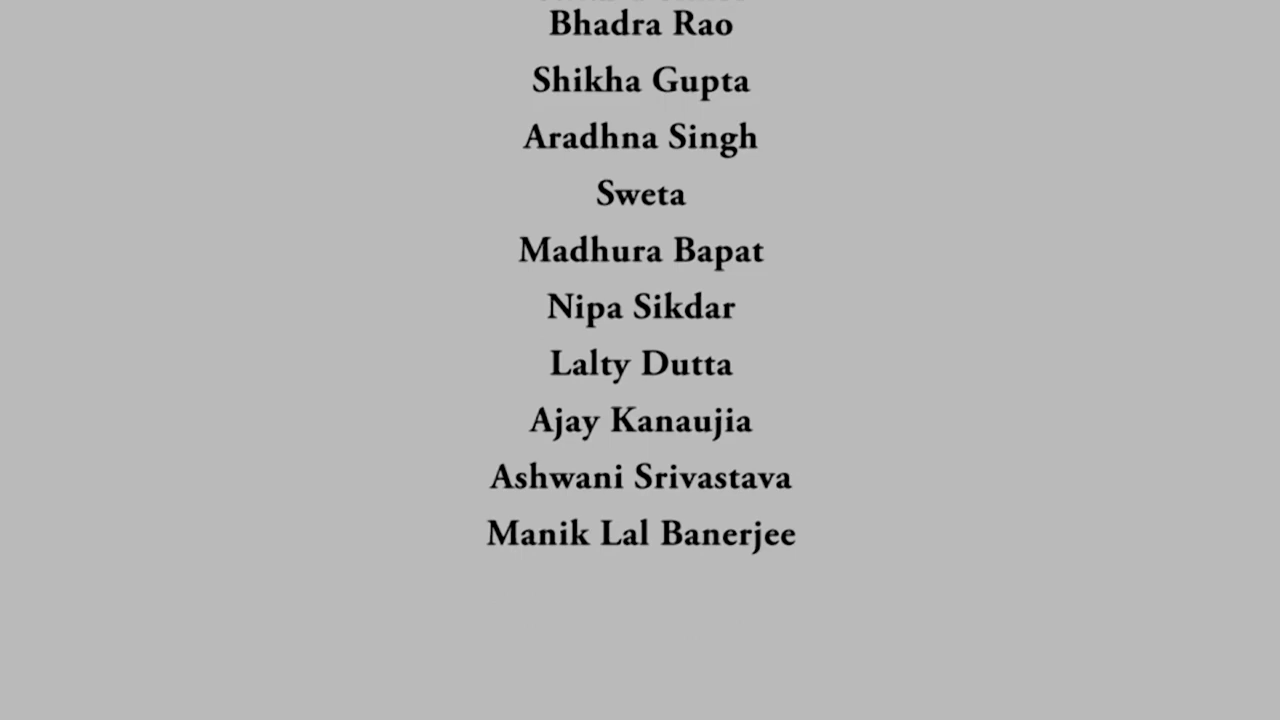 Bhadra Rao
Shikha Gupta
Aradhna Singh
Sweta
Madhura Bapat
Nipa Sikdar
Lalty Dutta
Ajay Kanaujia
Ashwani Srivastava
Manik Lal Banerjee